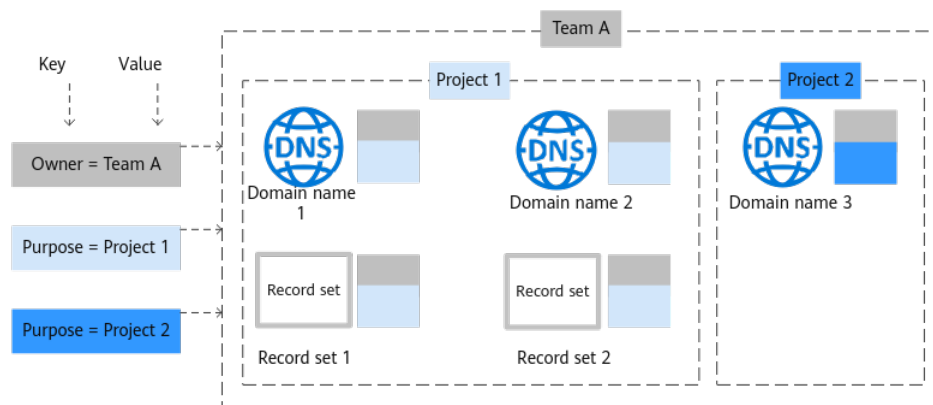 Team A
Key
Value
Project 1
Project 2
Owner = Team A
DNS
DNS
DNS
Domain name
1
Domain name 2
Domain name 3
Purpose = Project 1
Record set
Record set
Purpose = Project 2
Record set 1
Record set 2